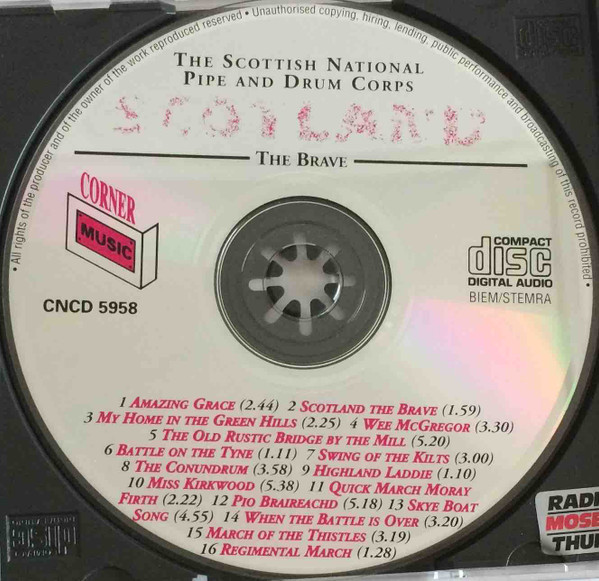 • All rights of the producer and of the owner of the work reproduced reserved • Unauthorised copying, hiring, lending, public performance and broadcasting of this record prohibited •
THE SCOTTISH NATIONAL
PIPE AND DRUM CORPS
SCOTLAND
THE BRAVE
CORNER
MUSIC
CNCD 5958
COMPACT
disc
DIGITAL AUDIO
BIEM/STEMRA
1 AMAZING GRACE (2.44) 2 SCOTLAND THE BRAVE (1.59)
3 MY HOME IN THE GREEN HILLS (2.25) 4 WEE MCGREGOR (3.30)
5 THE OLD RUSTIC BRIDGE BY THE MILL (5.20)
6 BATTLE ON THE TYNE (1.11) 7 SWING OF THE KILTS (3.00)
8 THE CONUNDRUM (3.58) 9 HIGHLAND LADDIE (1.10)
10 MISS KIRKWOOD (5.38) 11 QUICK MARCH MORAY
FIRTH (2.22) 12 PIO BRAIREACHD (5.18) 13 SKYE BOAT
SONG (4.55) 14 WHEN THE BATTLE IS OVER (3.20)
15 MARCH OF THE THISTLES (3.19)
16 REGIMENTAL MARCH (1.28)
disc
disc